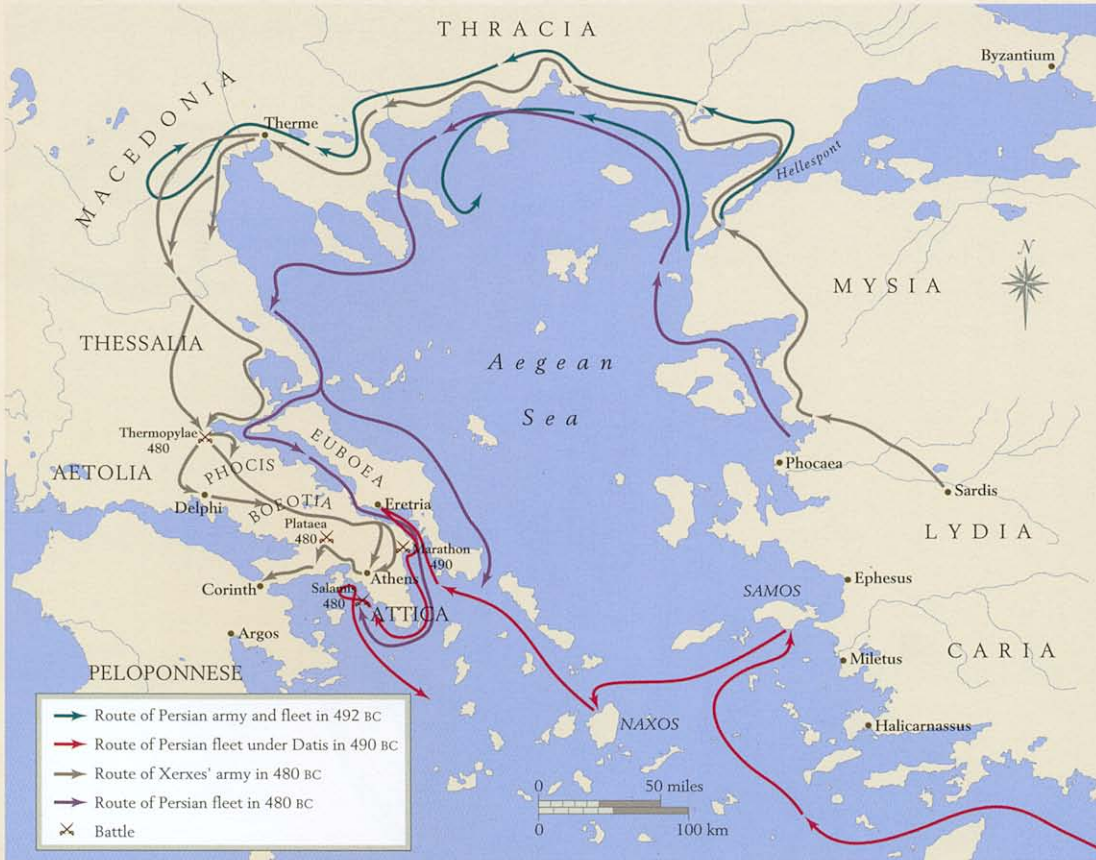 THRACIA
Byzantium
MACEDONIA
Therme
Hellespont
N
MYSIA
THESSALIA
Aegean
Sea
Thermopylae
480
EUBOEA
PHOCIS
AETOLIA
Phocaea
Sardis
Delphi
BOEOTIA
Eretria
Plataea
480
LYDIA
Marathon
490
Athens
Ephesus
Corinth
Salamis
480
SAMOS
ATTICA
Argos
CARIA
Miletus
PELOPONNESE
Route of Persian army and fleet in 492 BC
NAXOS
Halicarnassus
Route of Persian fleet under Datis in 490 BC
Route of Xerxes' army in 480 BC
0 50 miles
Route of Persian fleet in 480 BC
0 100 km
Battle